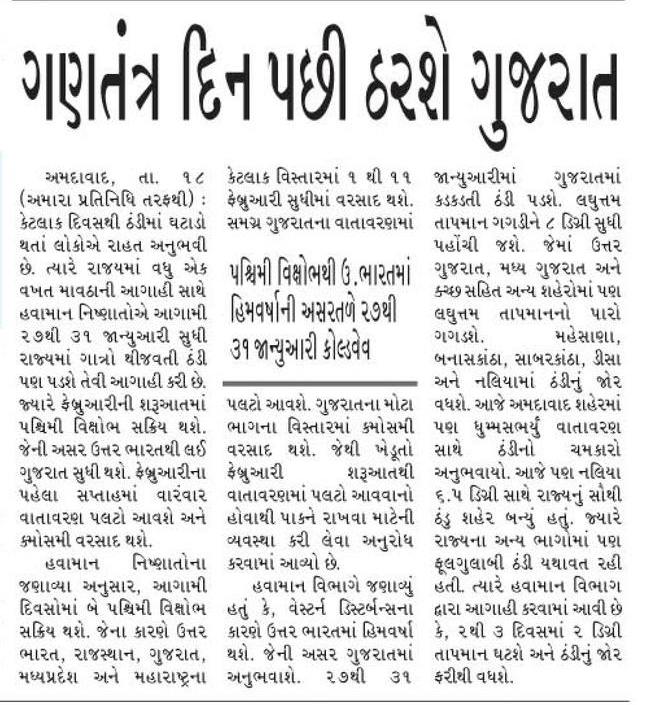 ગણતંત્ર દિન પછી ઠરશે ગુજરાત
અમદાવાદ, તા. ૧૮
(અમારા પ્રતિનિધિ તરફથી) :
કેટલાક દિવસથી ઠંડીમાં ઘટાડો
થતાં લોકોએ રાહત અનુભવી
છે. ત્યારે રાજ્યમાં વધુ એક
વખત માવઠાની આગાહી સાથે
હવામાન નિષ્ણાતોએ આગામી
૨૭થી ૩૧ જાન્યુઆરી સુધી
રાજ્યમાં ગાત્રો થીજવતી ઠંડી
પણ પડશે તેવી આગાહી કરી છે.
જ્યારે ફેબ્રુઆરીની શરૂઆતમાં
પશ્ચિમી વિક્ષોભ સક્રિય થશે.
જેની અસર ઉત્તર ભારતથી લઈ
ગુજરાત સુધી થશે. ફેબ્રુઆરીના
પહેલા સપ્તાહમાં વારંવાર
વાતાવરણ પલટો આવશે અને
કમોસમી વરસાદ થશે.
હવામાન નિષ્ણાતોના
જણાવ્યા અનુસાર, આગામી
દિવસોમાં બે પશ્ચિમી વિક્ષોભ
સક્રિય થશે. જેના કારણે ઉત્તર
ભારત, રાજસ્થાન, ગુજરાત,
મધ્યપ્રદેશ અને મહારાષ્ટ્રના
કેટલાક વિસ્તારમાં ૧ થી ૧૧
ફેબ્રુઆરી સુધીમાં વરસાદ થશે.
સમગ્ર ગુજરાતના વાતાવરણમાં
પશ્ચિમી વિક્ષોભથી ઉ.ભારતમાં
હિમવર્ષાની અસરતળે ૨૭થી
૩૧ જાન્યુઆરી કોલ્ડવેવ
પલટો આવશે. ગુજરાતના મોટા
ભાગના વિસ્તારમાં કમોસમી
વરસાદ થશે. જેથી ખેડૂતો
ફેબ્રુઆરી શરૂઆતથી
વાતાવરણમાં પલટો આવવાનો
હોવાથી પાકને રાખવા માટેની
વ્યવસ્થા કરી લેવા અનુરોધ
કરવામાં આવ્યો છે.
હવામાન વિભાગે જણાવ્યું
હતું કે, વેસ્ટર્ન ડિસ્ટર્બન્સના
કારણે ઉત્તર ભારતમાં હિમવર્ષા
થશે. જેની અસર ગુજરાતમાં
અનુભવાશે. ૨૭થી ૩૧
જાન્યુઆરીમાં ગુજરાતમાં
કડકડતી ઠંડી પડશે. લઘુત્તમ
તાપમાન ગગડીને ૮ ડિગ્રી સુધી
પહોંચી જશે. જેમાં ઉત્તર
ગુજરાત, મધ્ય ગુજરાત અને
કચ્છ સહિત અન્ય શહેરોમાં પણ
લઘુત્તમ તાપમાનનો પારો
ગગડશે. મહેસાણા,
બનાસકાંઠા, સાબરકાંઠા, ડીસા
અને નલિયામાં ઠંડીનું જોર
વધશે. આજે અમદાવાદ શહેરમાં
પણ ધુમ્મસભર્યું વાતાવરણ
સાથે ઠંડીનો ચમકારો
અનુભવાયો. આજે પણ નલિયા
૬.૫ ડિગ્રી સાથે રાજ્યનું સૌથી
ઠંડુ શહેર બન્યું હતું. જ્યારે
રાજ્યના અન્ય ભાગોમાં પણ
ફૂલગુલાબી ઠંડી યથાવત રહી
હતી. ત્યારે હવામાન વિભાગ
દ્વારા આગાહી કરવામાં આવી છે
કે, ૨થી ૩ દિવસમાં ૨ ડિગ્રી
તાપમાન ઘટશે અને ઠંડીનું જોર
ફરીથી વધશે.